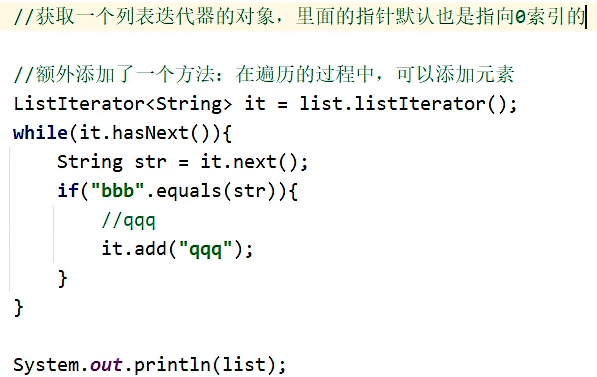 //获取一个列表迭代器的对象，里面的指针默认也是指向0索引的
//额外添加了一个方法：在遍历的过程中，可以添加元素
ListIterator<String> it = list.listIterator();
while(it.hasNext()){
    String str = it.next();
    if("bbb".equals(str)){
        //qqq
        it.add("qqq");
    }
}
System.out.println(list);